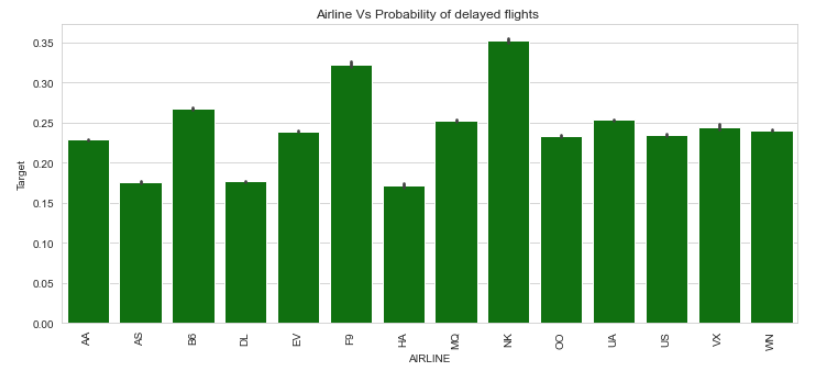 Airline Vs Probability of delayed flights
Target
0.35
0.30
0.25
0.20
0.15
0.10
0.05
0.00
AA
AS
B6
DL
EV
F9
HA
MQ
NK
OO
UA
US
VX
WN
AIRLINE